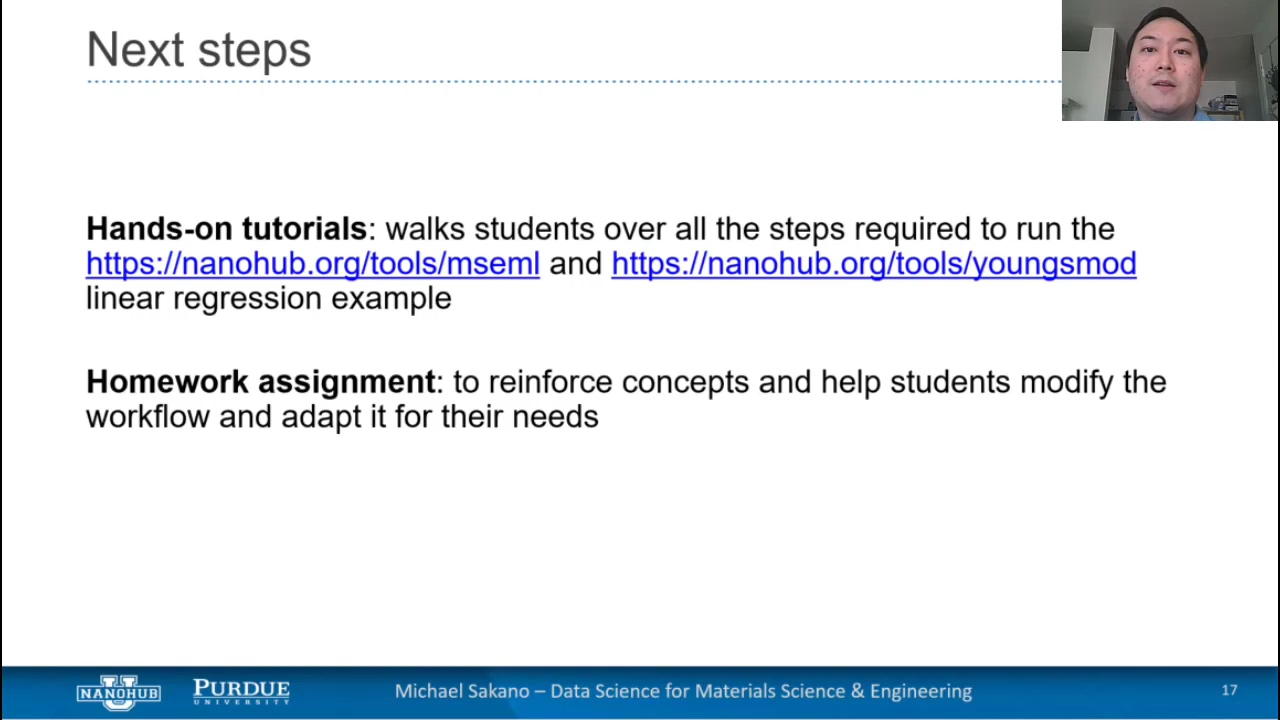 Next steps
Hands-on tutorials: walks students over all the steps required to run the
https://nanohub.org/tools/mseml and https://nanohub.org/tools/youngsmod
linear regression example
Homework assignment: to reinforce concepts and help students modify the
workflow and adapt it for their needs
NANOHUB
PURDUE
UNIVERSITY
Michael Sakano – Data Science for Materials Science & Engineering
17